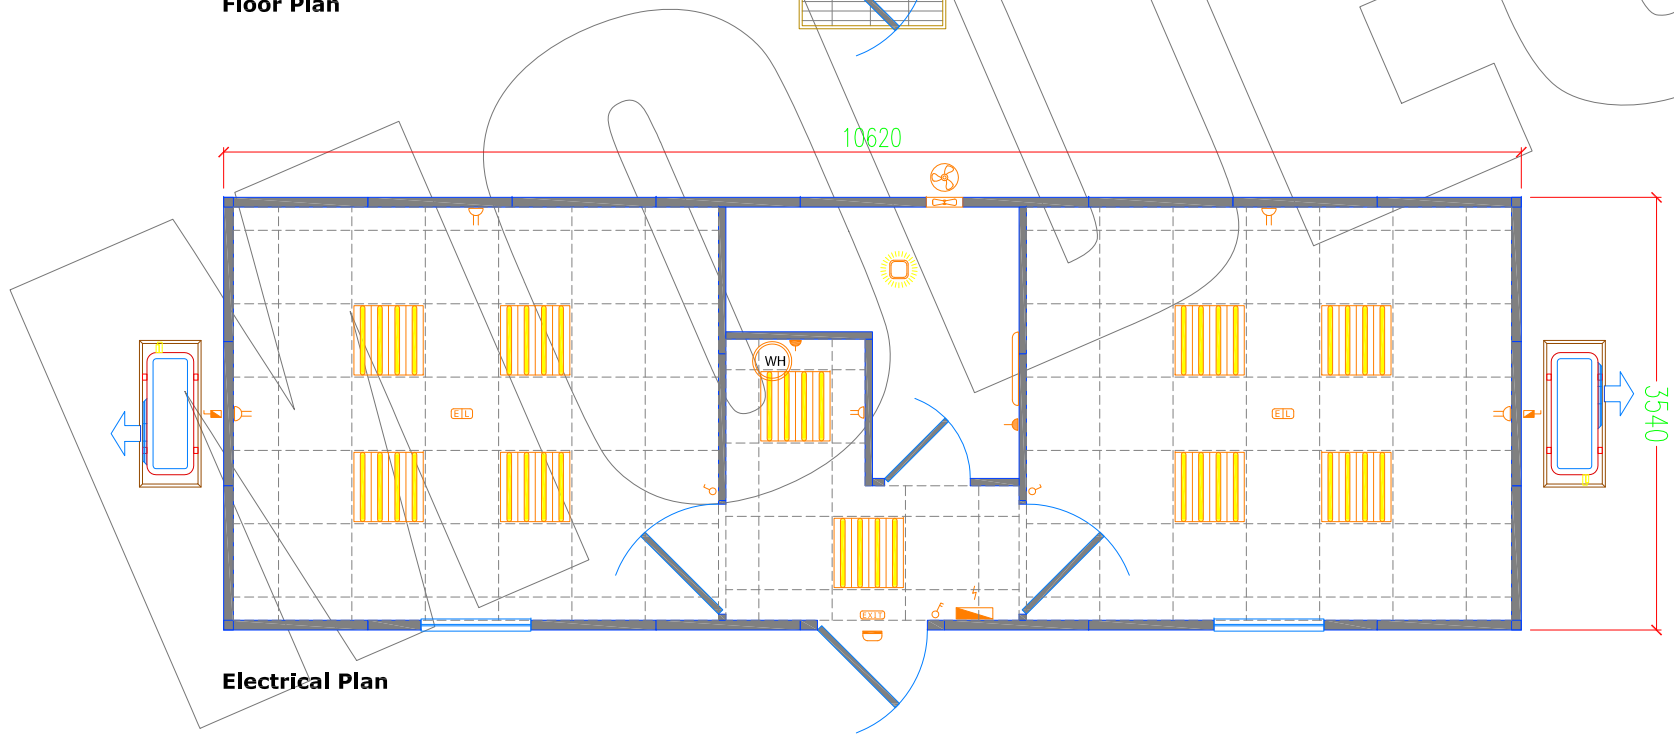 Floor Plan
10620
WH
EIL
EIL
3540
EXIT
Electrical Plan